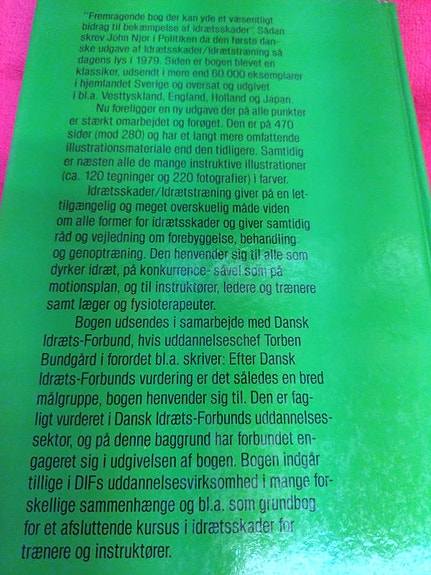 "Fremragende bog der kan yde et væsentligt
bidrag til bekæmpelse af idrætsskader". Sådan
skrev John Njor i Politiken da den første dan-
ske udgave af Idrætsskader/Idrætstræning så
dagens lys i 1979. Siden er bogen blevet en
klassiker, udsendt i mere end 60.000 eksemplarer
i hjemlandet Sverige og oversat og udgivet
i bl.a. Vesttyskland, England, Holland og Japan.
Nu foreligger en ny udgave der på alle punkter
er stærkt omarbejdet og forøget. Den er på 470
sider (mod 280) og har et langt mere omfattende
illustrationsmateriale end den tidligere. Samtidig
er næsten alle de mange instruktive illustrationer
(ca. 120 tegninger og 220 fotografier) i farver.
Idrætsskader/Idrætstræning giver på en let-
tilgængelig og meget overskuelig måde viden
om alle former for idrætsskader og giver samtidig
råd og vejledning om forebyggelse, behandling
og genoptræning. Den henvender sig til alle som
dyrker idræt, på konkurrence- såvel som på
motionsplan, og til instruktører, ledere og trænere
samt læger og fysioterapeuter.
Bogen udsendes i samarbejde med Dansk
Idræts-Forbund, hvis uddannelseschef Torben
Bundgård i forordet bl.a. skriver: Efter Dansk
Idræts-Forbunds vurdering er det således en bred
målgruppe, bogen henvender sig til. Den er fag-
ligt vurderet i Dansk Idræts-Forbunds uddannelses-
sektor, og på denne baggrund har forbundet en-
gageret sig i udgivelsen af bogen. Bogen indgår
tillige i DIFs uddannelsesvirksomhed i mange for-
skellige sammenhænge og bl.a. som grundbog
for et afsluttende kursus i idrætsskader for
trænere og instruktører.